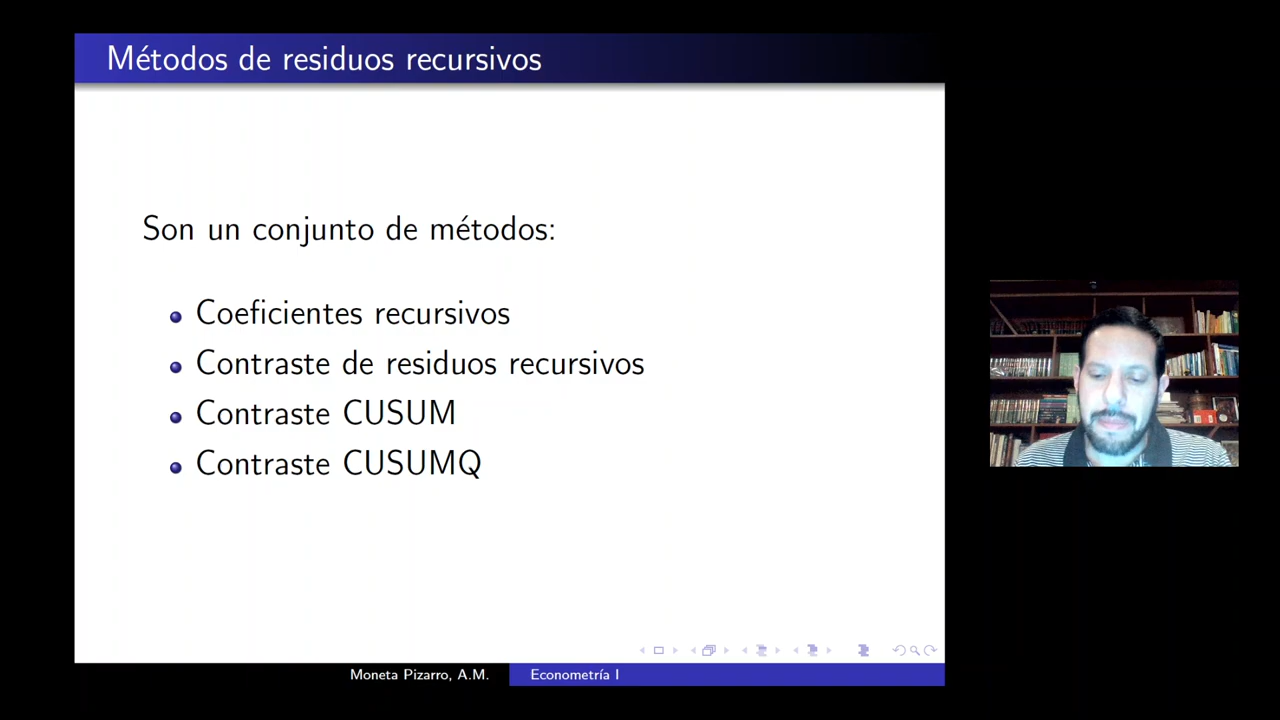 Métodos de residuos recursivos
Son un conjunto de métodos:
Coeficientes recursivos
Contraste de residuos recursivos
Contraste CUSUM
Contraste CUSUMQ
Moneta Pizarro, A.M.
Econometría I